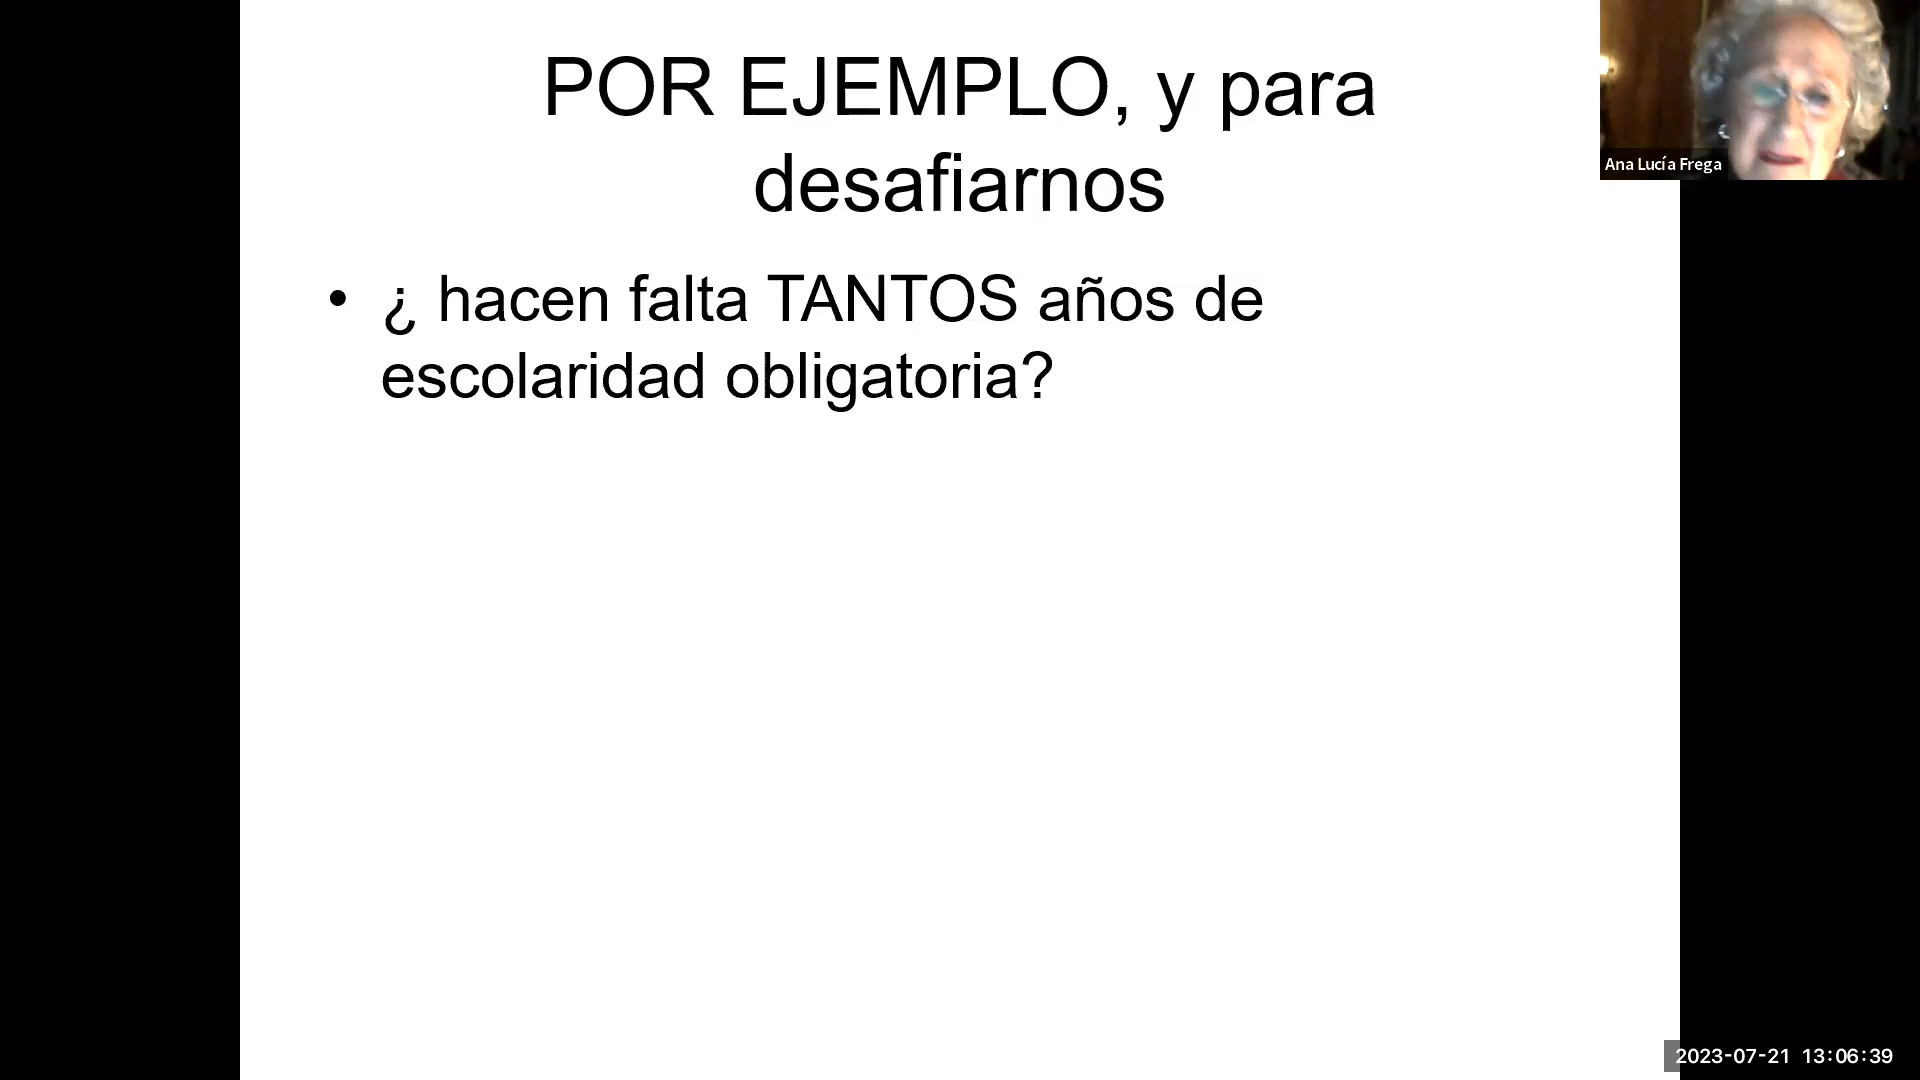 POR EJEMPLO, y para
desafiarnos
• ¿ hacen falta TANTOS años de
escolaridad obligatoria?
Ana Lucía Frega
2023-07-21 13:06:39